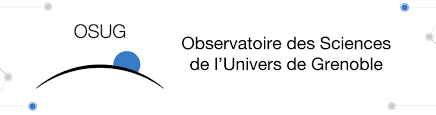 OSUG
Observatoire des Sciences
de l'Univers de Grenoble